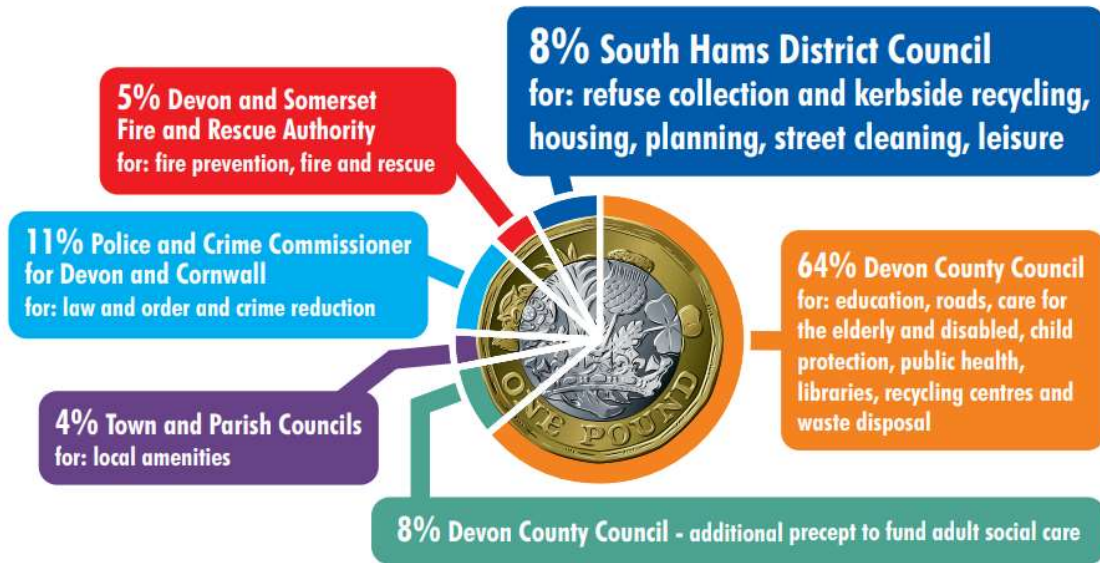 8% South Hams District Council
for: refuse collection and kerbside recycling,
housing, planning, street cleaning, leisure
5% Devon and Somerset
Fire and Rescue Authority
for: fire prevention, fire and rescue
11% Police and Crime Commissioner
for Devon and Cornwall
for: law and order and crime reduction
64% Devon County Council
for: education, roads, care for
the elderly and disabled, child
protection, public health,
libraries, recycling centres and
waste disposal
4% Town and Parish Councils
for: local amenities
ONE POUND
8% Devon County Council - additional precept to fund adult social care